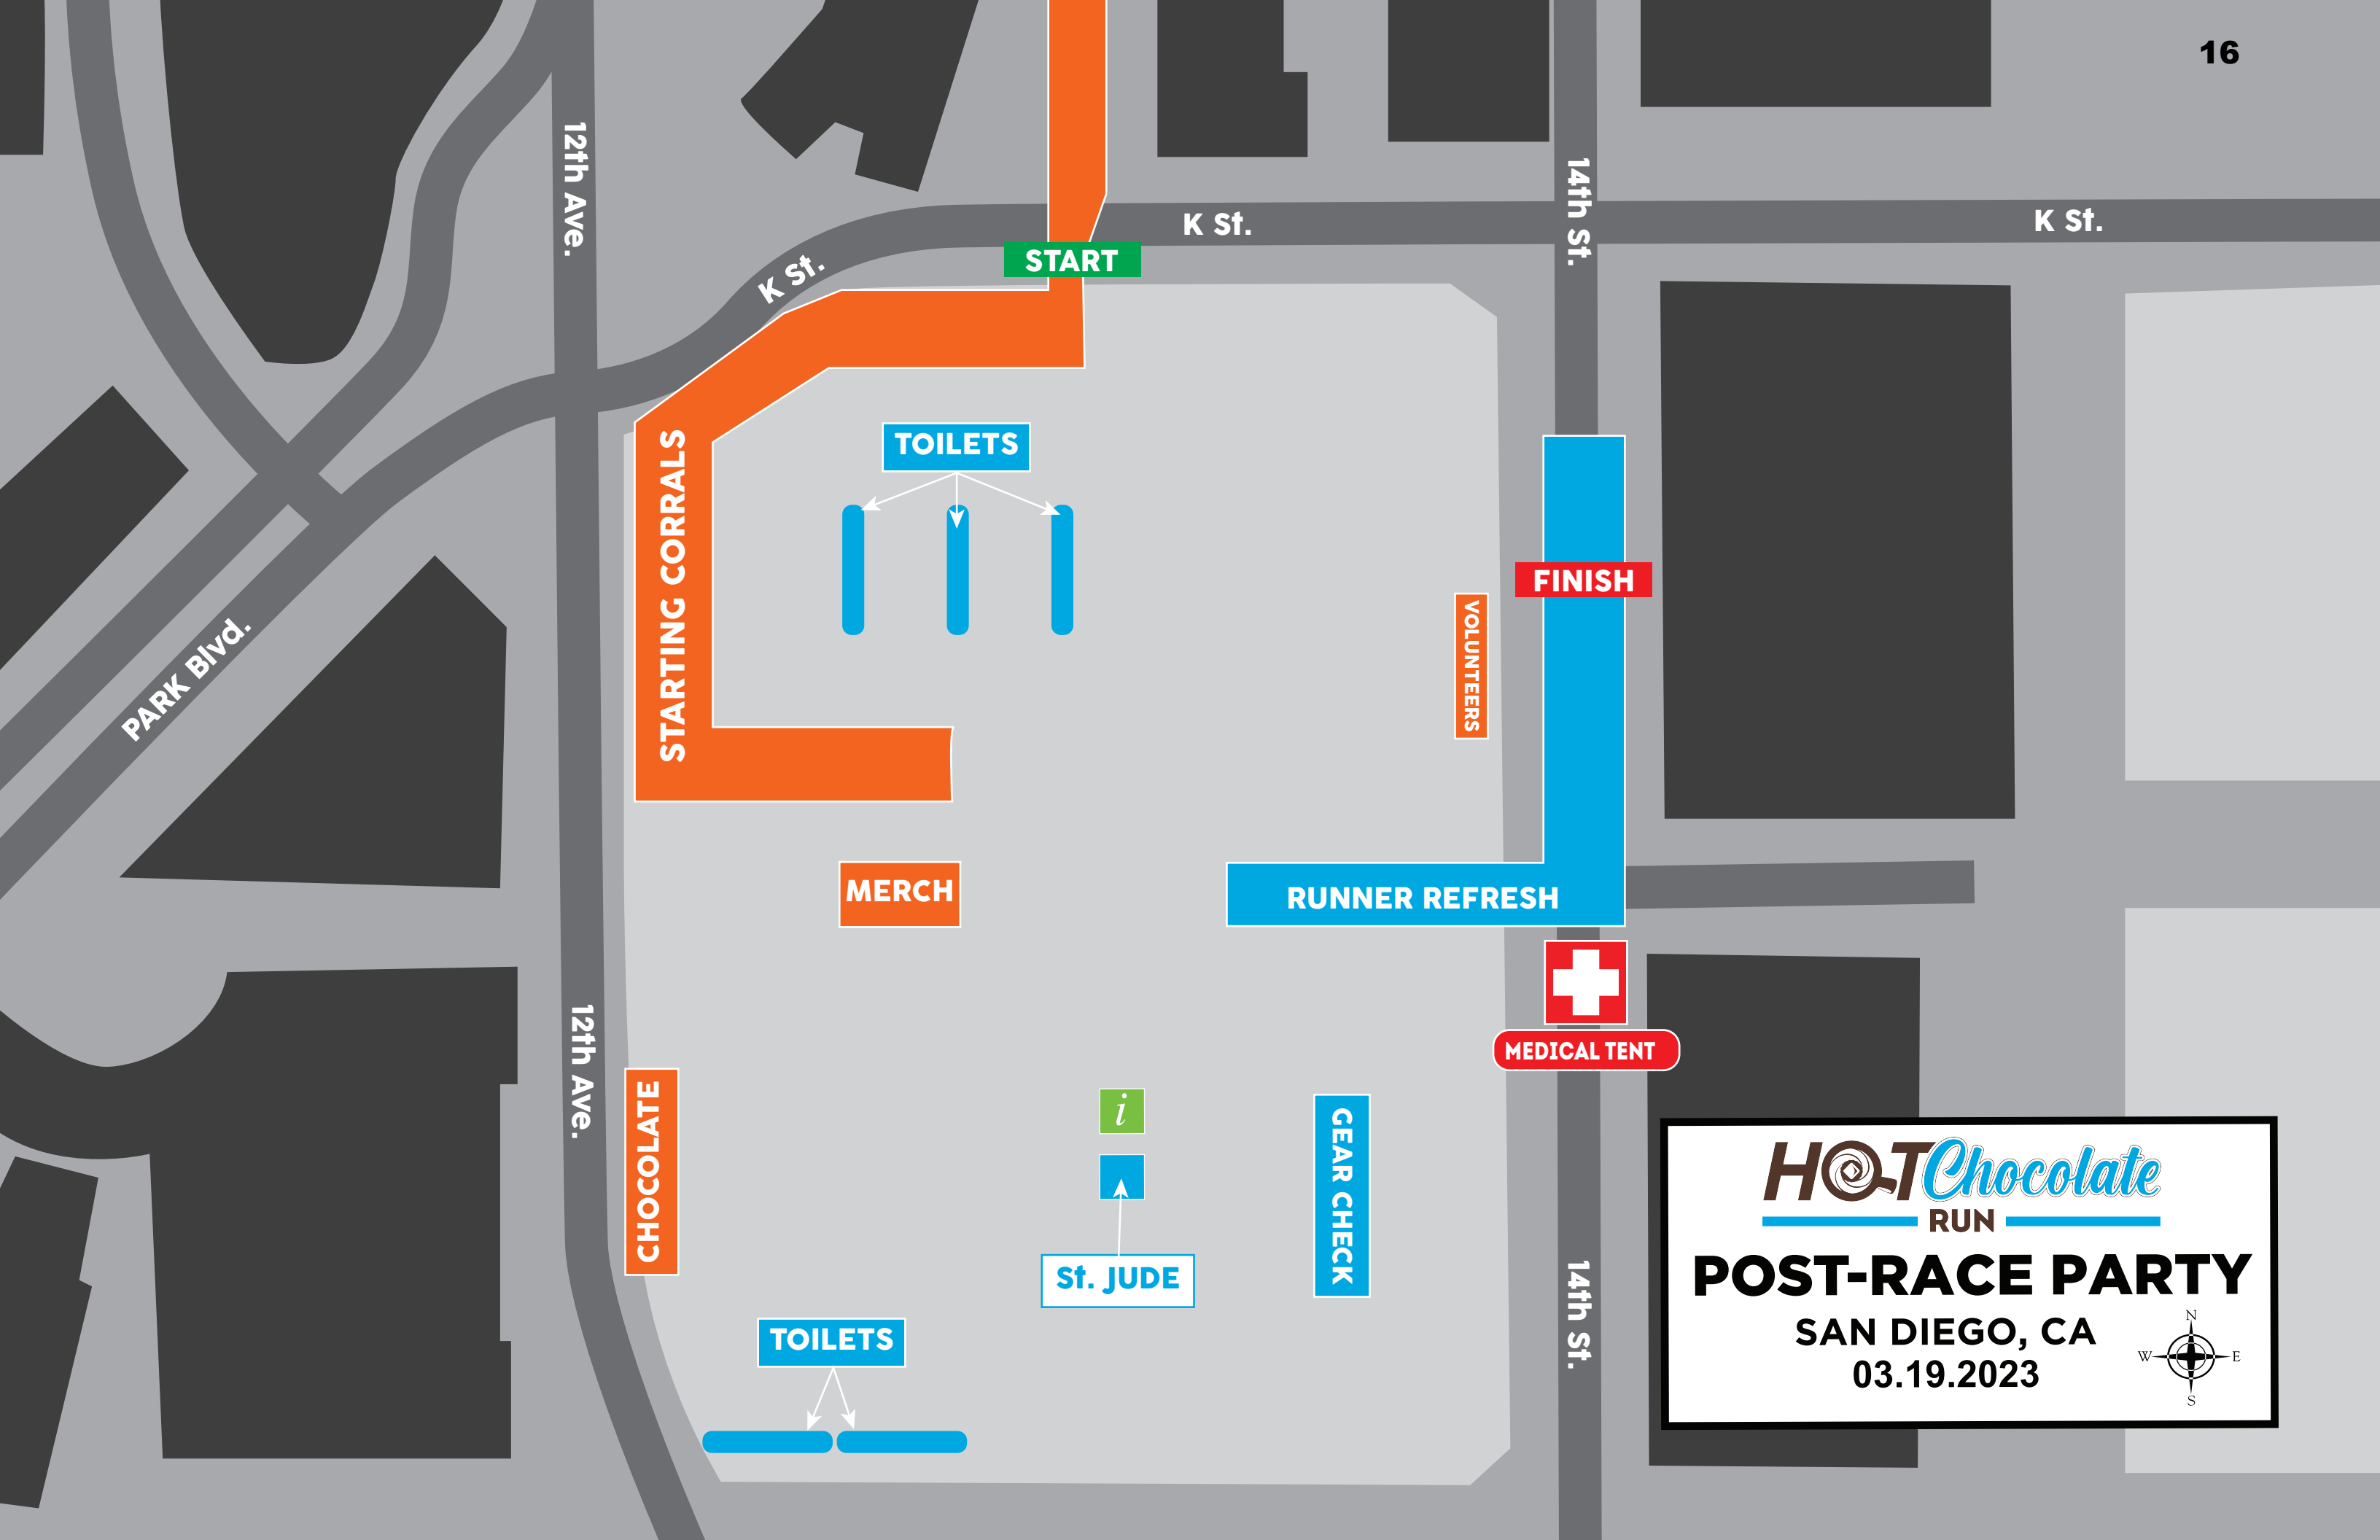 16
12th Ave.
14th St.
K St.
K St.
START
K St.
TOILETS
STARTING CORRALS
FINISH
VOLUNTEERS
PARK Blvd.
MERCH
RUNNER REFRESH
12th Ave.
MEDICAL TENT
i
CHOCOLATE
GEAR CHECK
St. JUDE
TOILETS
14th St.
HOT Chocolate
RUN
POST-RACE PARTY
SAN DIEGO, CA
03.19.2023
N
W E
S